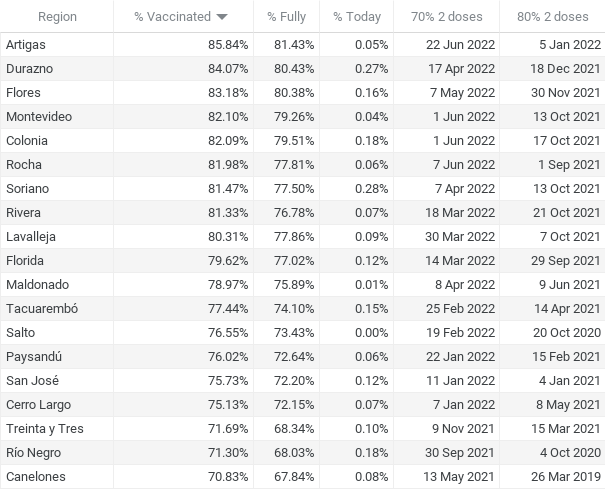 Region % Vaccinated % Fully % Today 70% 2 doses 80% 2 doses
Artigas 85.84% 81.43% 0.05% 22 Jun 2022 5 Jan 2022
Durazno 84.07% 80.43% 0.27% 17 Apr 2022 18 Dec 2021
Flores 83.18% 80.38% 0.16% 7 May 2022 30 Nov 2021
Montevideo 82.10% 79.26% 0.04% 1 Jun 2022 13 Oct 2021
Colonia 82.09% 79.51% 0.18% 1 Jun 2022 17 Oct 2021
Rocha 81.98% 77.81% 0.06% 7 Jun 2022 1 Sep 2021
Soriano 81.47% 77.50% 0.28% 7 Apr 2022 13 Oct 2021
Rivera 81.33% 76.78% 0.07% 18 Mar 2022 21 Oct 2021
Lavalleja 80.31% 77.86% 0.09% 30 Mar 2022 7 Oct 2021
Florida 79.62% 77.02% 0.12% 14 Mar 2022 29 Sep 2021
Maldonado 78.97% 75.89% 0.01% 8 Apr 2022 9 Jun 2021
Tacuarembó 77.44% 74.10% 0.15% 25 Feb 2022 14 Apr 2021
Salto 76.55% 73.43% 0.00% 19 Feb 2022 20 Oct 2020
Paysandú 76.02% 72.64% 0.06% 22 Jan 2022 15 Feb 2021
San José 75.73% 72.20% 0.12% 11 Jan 2022 4 Jan 2021
Cerro Largo 75.13% 72.15% 0.07% 7 Jan 2022 8 May 2021
Treinta y Tres 71.69% 68.34% 0.10% 9 Nov 2021 15 Mar 2021
Río Negro 71.30% 68.03% 0.18% 30 Sep 2021 4 Oct 2020
Canelones 70.83% 67.84% 0.08% 13 May 2021 26 Mar 2019